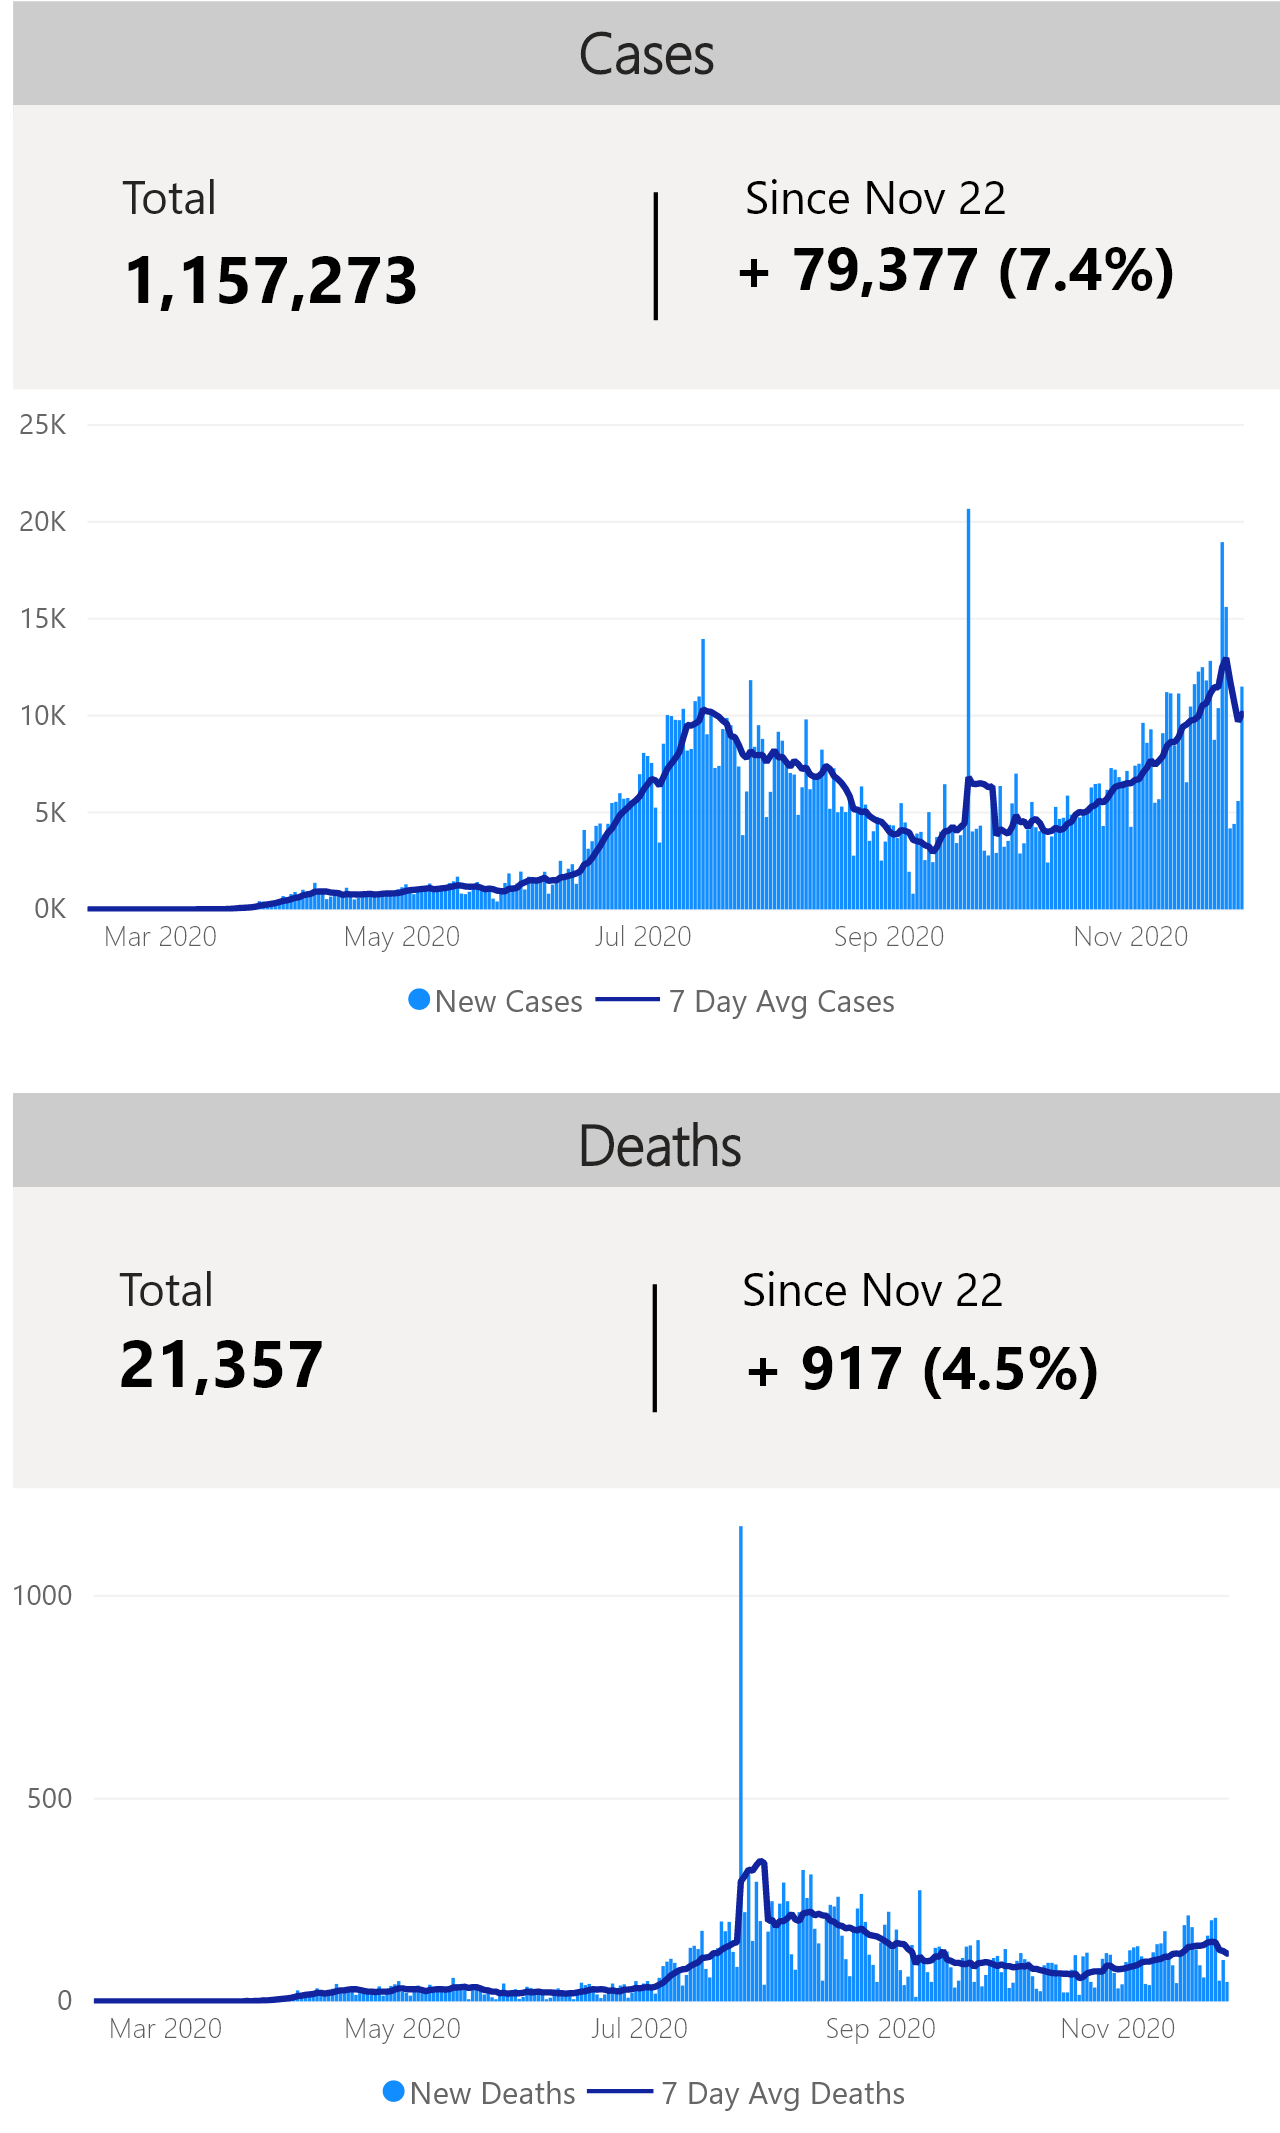 Cases
Total
Since Nov 22
1,157,273
+ 79,377 (7.4%)
25K
20K
15K
10K
5K
0K
Mar 2020 May 2020 Jul 2020 Sep 2020 Nov 2020
New Cases 7 Day Avg Cases
Deaths
Total
Since Nov 22
21,357
+ 917 (4.5%)
1000
500
0
Mar 2020 May 2020 Jul 2020 Sep 2020 Nov 2020
New Deaths 7 Day Avg Deaths